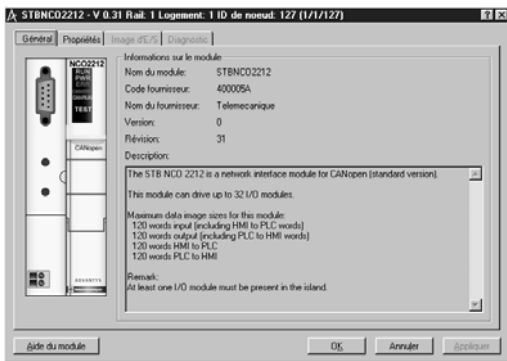 STBNCO2212 - V 0.31 Rail: 1 Logement: 1 ID de noeud: 127 (1/1/127)
Général Propriétés Image d'E/S Diagnostic
NCO2212
RUN
PWR
ERR
TEST
CANopen
ADVANTYS
Informations sur le module
Nom du module: STBNCO2212
Code fournisseur: 400005A
Nom du fournisseur: Telemecanique
Version: 0
Révision: 31
Description:
The STB NCO 2212 is a network interface module for CANopen (standard version).
This module can drive up to 32 I/O modules.
Maximum data image sizes for this module:
120 words input (including HMI to PLC words)
120 words output (including PLC to HMI words)
120 words HMI to PLC
120 words PLC to HMI
Remark:
At least one I/O module must be present in the island.
Aide du module OK Annuler Appliquer